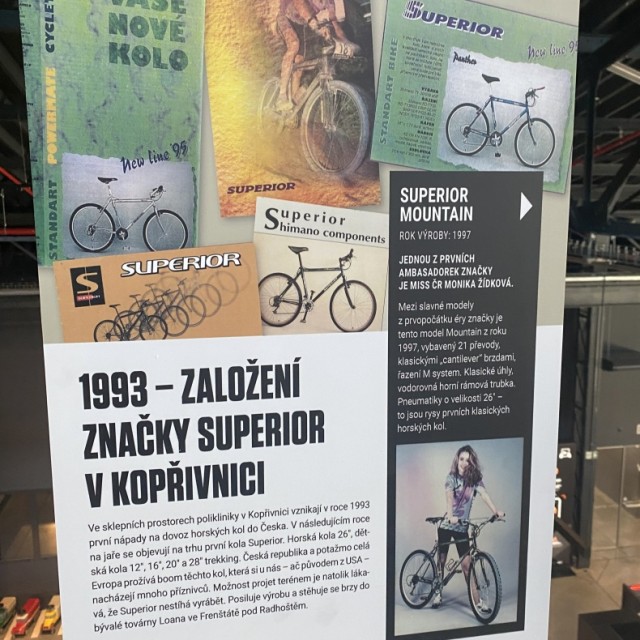 VAŠE
NOVÉ
KOLO
STANDART POWERMATE CYCLE
New line '95
SUPERIOR
SUPERIOR
New line '95
Panther
STANDART BIKE
SUPERIOR
Superior
Shimano components
SUPERIOR
MOUNTAIN
ROK VÝROBY: 1997
JEDNOU Z PRVNÍCH
AMBASADOREK ZNAČKY
JE MISS ČR MONIKA ŽÍDKOVÁ.
Mezi slavné modely
z prvopočátku éry značky je
tento model Mountain z roku
1997, vybavený 21 převody,
klasickými „cantilever" brzdami,
řazení M system. Klasické úhly,
vodorovná horní rámová trubka.
Pneumatiky o velikosti 26" –
to jsou rysy prvních klasických
horských kol.
1993 – ZALOŽENÍ
ZNAČKY SUPERIOR
V KOPŘIVNICI
Ve sklepních prostorech polikliniky v Kopřivnici vznikají v roce 1993
první nápady na dovoz horských kol do Česka. V následujícím roce
na jaře se objevují na trhu první kola Superior. Horská kola 26", dět-
ská kola 12", 16", 20" a 28" trekking. Česká republika a potažmo celá
Evropa prožívá boom těchto kol, která si u nás – ač původem z USA –
nacházejí mnoho příznivců. Možnost projet terénem je natolik láka-
vá, že Superior nestíhá vyrábět. Posiluje výrobu a stěhuje se brzy do
bývalé továrny Loana ve Frenštátě pod Radhoštěm.